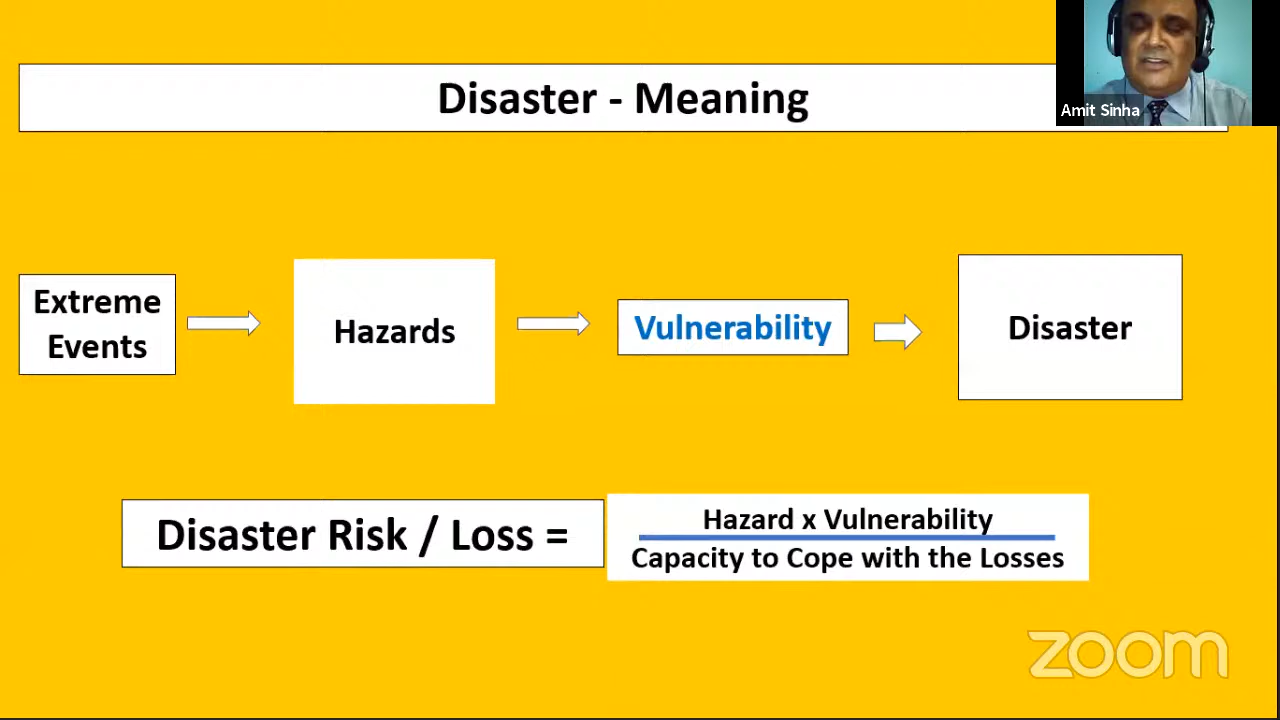 Disaster - Meaning
Amit Sinha
Extreme
Events
Hazards
Vulnerability
Disaster
Disaster Risk / Loss =
Hazard x Vulnerability
Capacity to Cope with the Losses
zoom